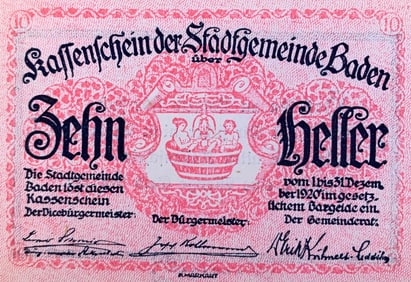 10 10
Kassenschein der Stadtgemeinde Baden
über
Zehn Heller
Die Stadtgemeinde
Baden löst diesen
Kassenschein
Der Vicebürgermeister:
Der Bürgermeister:
vom 1. bis 31. Dezem
ber 1920 im gesetz
lichem Bargelde ein.
Der Gemeinderat: